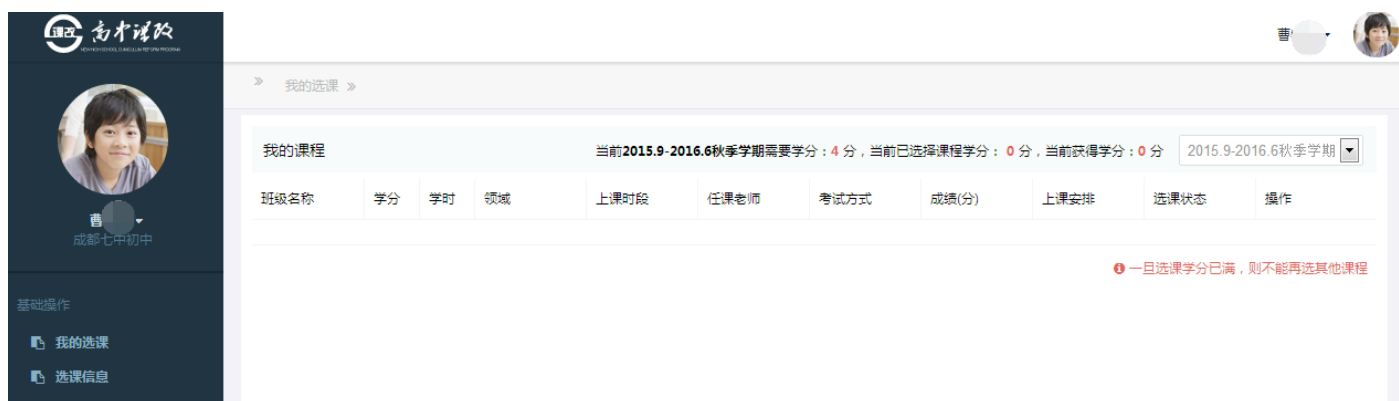 课改 高中课改
曹
我的选课
曹
成都七中初中
基础操作
我的选课
选课信息
我的课程
当前2015.9-2016.6秋季学期需要学分：4 分，当前已选择课程学分： 0 分，当前获得学分：0 分 2015.9-2016.6秋季学期
班级名称 学分 学时 领域 上课时段 任课老师 考试方式 成绩(分) 上课安排 选课状态 操作
一旦选课学分已满，则不能再选其他课程